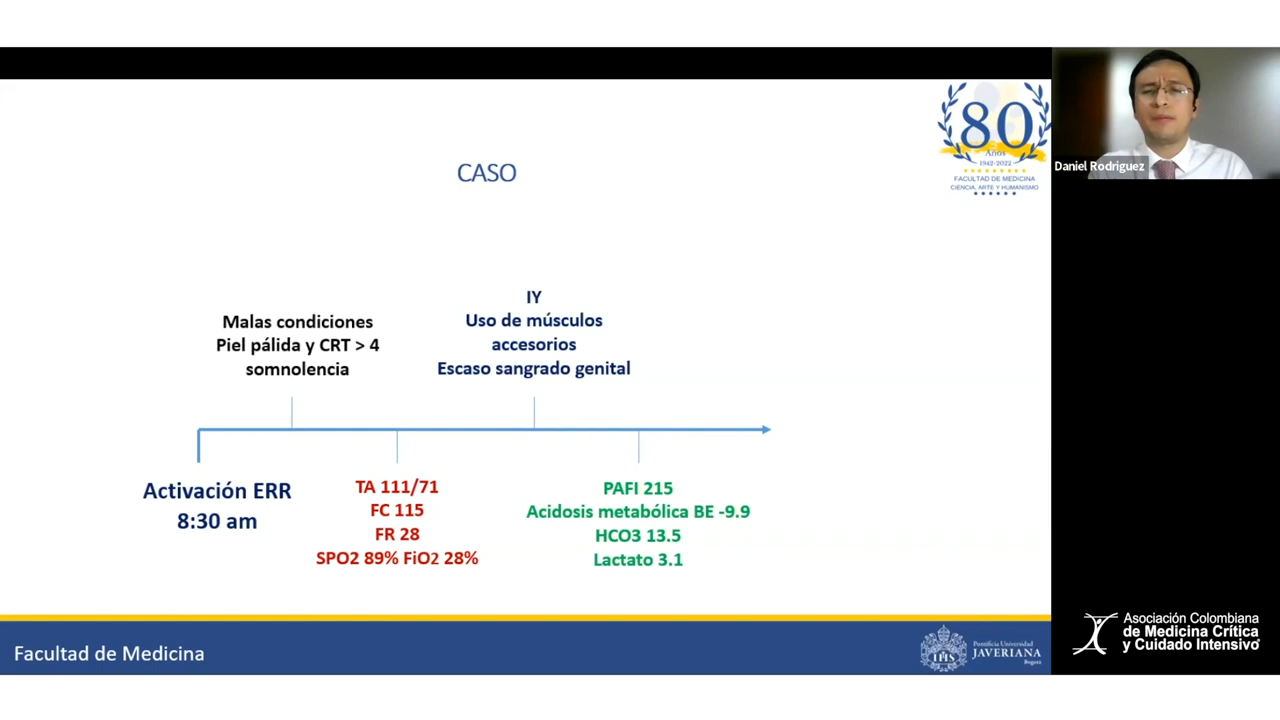 80
Años
1942-2022
FACULTAD DE MEDICINA
CIENCIA, ARTE Y HUMANISMO
Daniel Rodriguez
CASO
Malas condiciones
Piel pálida y CRT > 4
somnolencia
IY
Uso de músculos
accesorios
Escaso sangrado genital
Activación ERR
8:30 am
TA 111/71
FC 115
FR 28
SPO2 89% FiO2 28%
PAFI 215
Acidosis metabólica BE -9.9
HCO3 13.5
Lactato 3.1
Facultad de Medicina
IHS
Pontificia Universidad
JAVERIANA
Bogotá
Asociación Colombiana
de Medicina Crítica
y Cuidado Intensivo